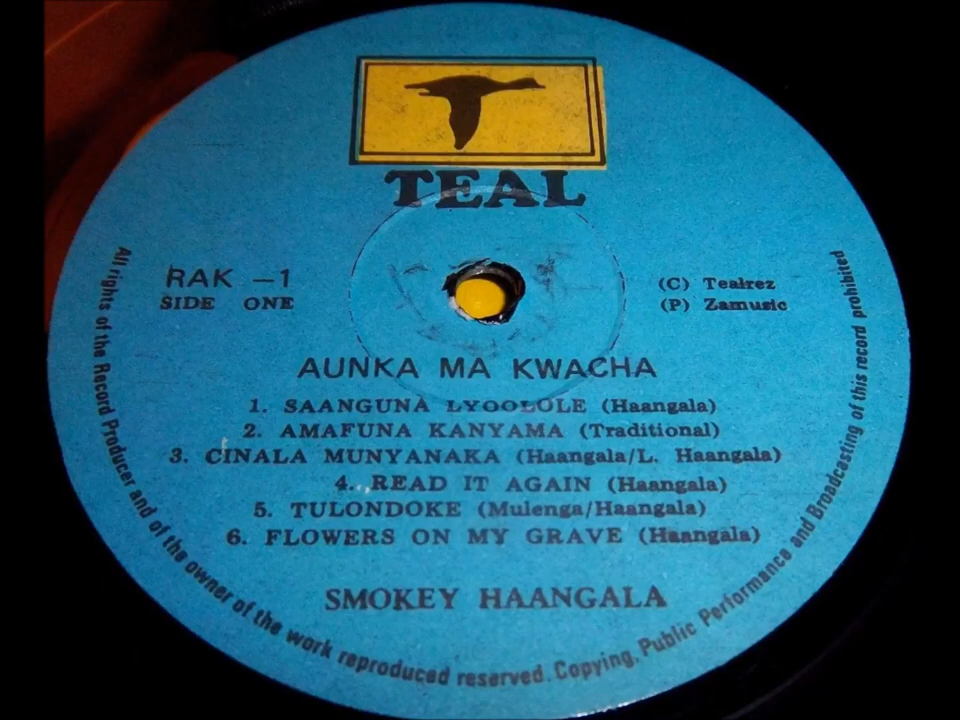 TEAL
RAK -1
SIDE ONE
(C) Tealrez
(P) Zamusic
AUNKA MA KWACHA
1. SAANGUNA LYOOLOLE (Haangala)
2. AMAFUNA KANYAMA (Traditional)
3. CINALA MUNYANAKA (Haangala/L. Haangala)
4. READ IT AGAIN (Haangala)
5. TULONDOKE (Mulenga/Haangala)
6. FLOWERS ON MY GRAVE (Haangala)
SMOKEY HAANGALA
All rights of the Record Producer and of the owner of the work reproduced reserved. Copying, Public Performance and Broadcasting of this record prohibited